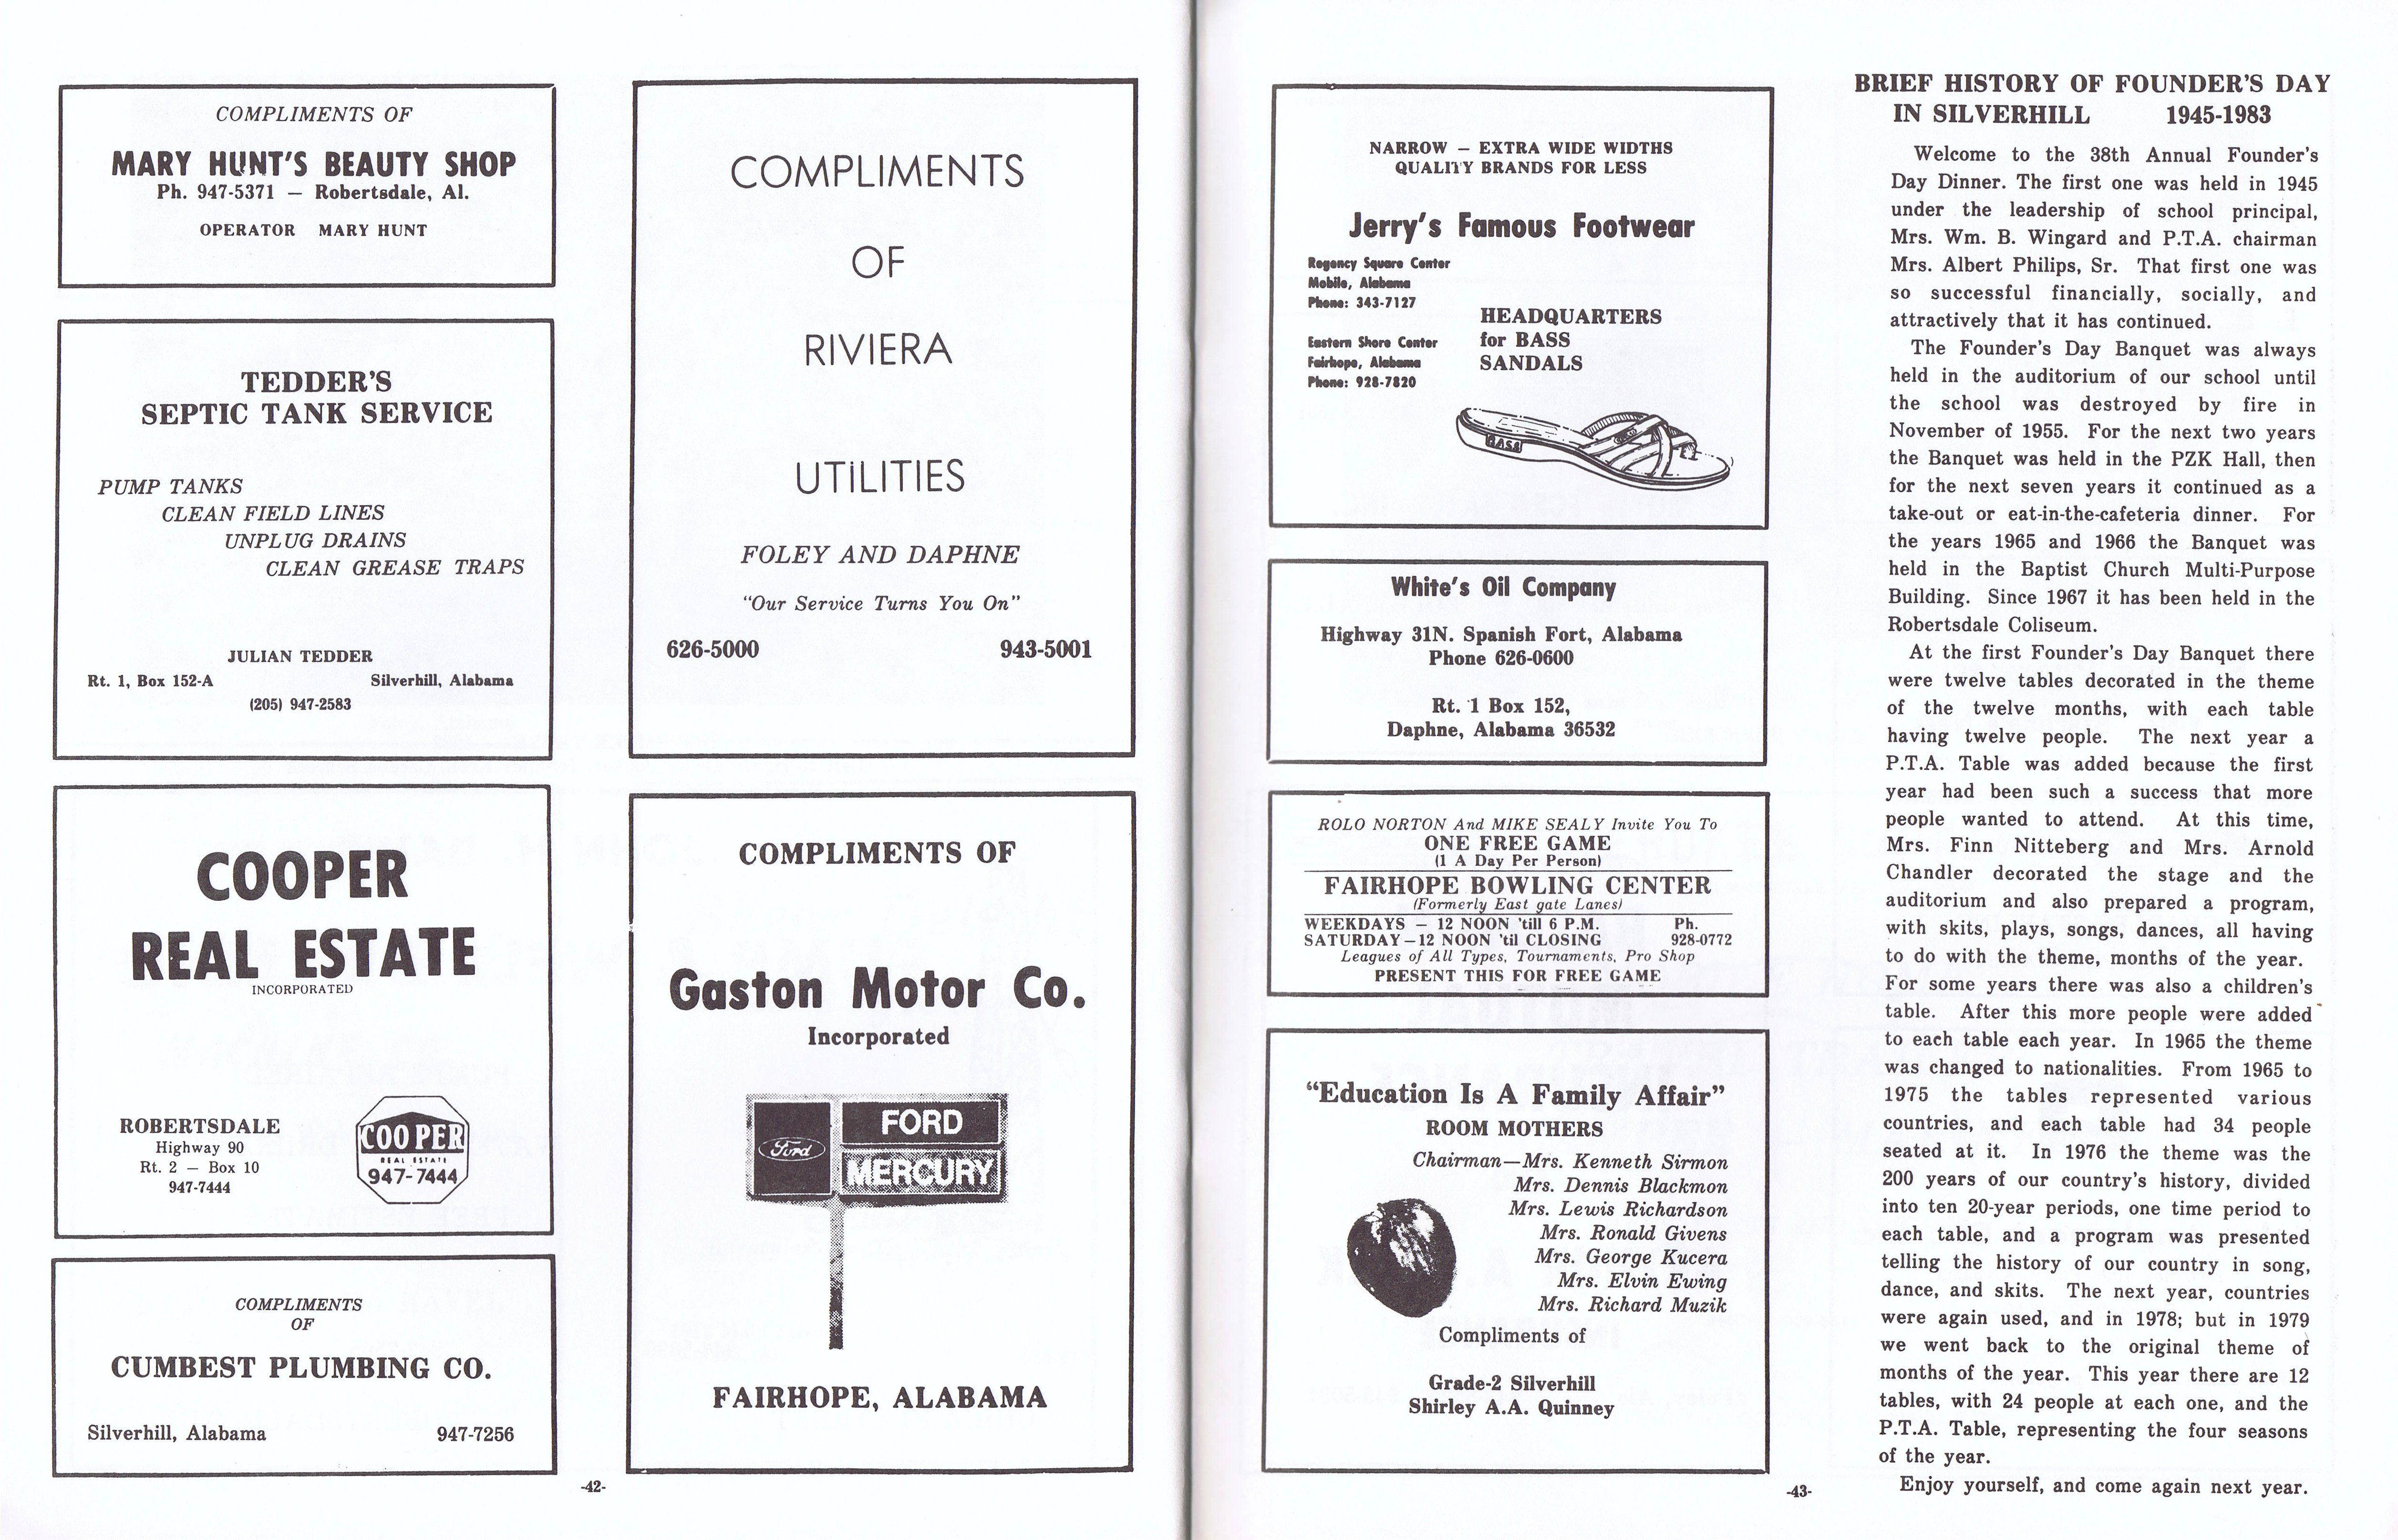 COMPLIMENTS OF
MARY HUNT'S BEAUTY SHOP
Ph. 947-5371 — Robertsdale, Al.
OPERATOR MARY HUNT
TEDDER'S
SEPTIC TANK SERVICE
PUMP TANKS
CLEAN FIELD LINES
UNPLUG DRAINS
CLEAN GREASE TRAPS
JULIAN TEDDER
Rt. 1, Box 152-A Silverhill, Alabama
(205) 947-2583
COOPER
REAL ESTATE
INCORPORATED
ROBERTSDALE
Highway 90
Rt. 2 — Box 10
947-7444
COOPER
REAL ESTATE
947-7444
COMPLIMENTS
OF
CUMBEST PLUMBING CO.
Silverhill, Alabama 947-7256
COMPLIMENTS
OF
RIVIERA
UTILITIES
FOLEY AND DAPHNE
"Our Service Turns You On"
626-5000 943-5001
COMPLIMENTS OF
Gaston Motor Co.
Incorporated
Ford
FORD
MERCURY
FAIRHOPE, ALABAMA
-42-
NARROW — EXTRA WIDE WIDTHS
QUALITY BRANDS FOR LESS
Jerry's Famous Footwear
Regency Square Center
Mobile, Alabama
Phone: 343-7127
Eastern Shore Center
Fairhope, Alabama
Phone: 928-7820
HEADQUARTERS
for BASS
SANDALS
BASS
White's Oil Company
Highway 31N. Spanish Fort, Alabama
Phone 626-0600
Rt. 1 Box 152,
Daphne, Alabama 36532
ROLO NORTON And MIKE SEALY Invite You To
ONE FREE GAME
(1 A Day Per Person)
FAIRHOPE BOWLING CENTER
(Formerly East gate Lanes)
WEEKDAYS — 12 NOON 'till 6 P.M. Ph.
SATURDAY—12 NOON 'til CLOSING 928-0772
Leagues of All Types, Tournaments, Pro Shop
PRESENT THIS FOR FREE GAME
"Education Is A Family Affair"
ROOM MOTHERS
Chairman—Mrs. Kenneth Sirmon
Mrs. Dennis Blackmon
Mrs. Lewis Richardson
Mrs. Ronald Givens
Mrs. George Kucera
Mrs. Elvin Ewing
Mrs. Richard Muzik
Compliments of
Grade-2 Silverhill
Shirley A.A. Quinney
BRIEF HISTORY OF FOUNDER'S DAY
IN SILVERHILL 1945-1983
Welcome to the 38th Annual Founder's
Day Dinner. The first one was held in 1945
under the leadership of school principal,
Mrs. Wm. B. Wingard and P.T.A. chairman
Mrs. Albert Philips, Sr. That first one was
so successful financially, socially, and
attractively that it has continued.
The Founder's Day Banquet was always
held in the auditorium of our school until
the school was destroyed by fire in
November of 1955. For the next two years
the Banquet was held in the PZK Hall, then
for the next seven years it continued as a
take-out or eat-in-the-cafeteria dinner. For
the years 1965 and 1966 the Banquet was
held in the Baptist Church Multi-Purpose
Building. Since 1967 it has been held in the
Robertsdale Coliseum.
At the first Founder's Day Banquet there
were twelve tables decorated in the theme
of the twelve months, with each table
having twelve people. The next year a
P.T.A. Table was added because the first
year had been such a success that more
people wanted to attend. At this time,
Mrs. Finn Nitteberg and Mrs. Arnold
Chandler decorated the stage and the
auditorium and also prepared a program,
with skits, plays, songs, dances, all having
to do with the theme, months of the year.
For some years there was also a children's
table. After this more people were added
to each table each year. In 1965 the theme
was changed to nationalities. From 1965 to
1975 the tables represented various
countries, and each table had 34 people
seated at it. In 1976 the theme was the
200 years of our country's history, divided
into ten 20-year periods, one time period to
each table, and a program was presented
telling the history of our country in song,
dance, and skits. The next year, countries
were again used, and in 1978; but in 1979
we went back to the original theme of
months of the year. This year there are 12
tables, with 24 people at each one, and the
P.T.A. Table, representing the four seasons
of the year.
Enjoy yourself, and come again next year.
-43-